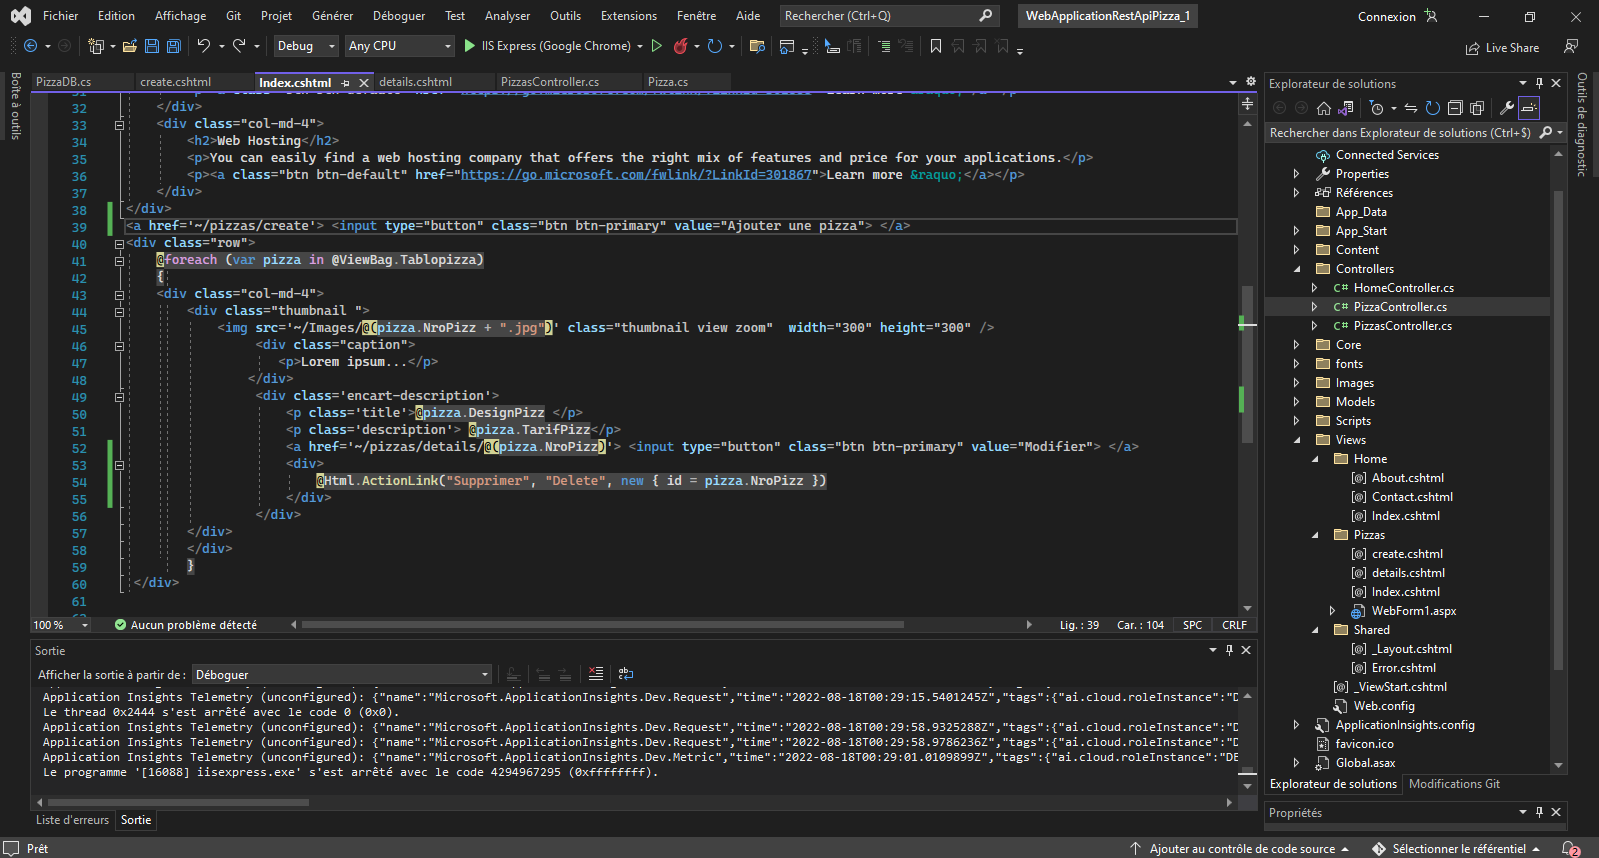 Fichier Edition Affichage Git Projet Générer Déboguer Test Analyser Outils Extensions Fenêtre Aide Rechercher (Ctrl+Q) WebApplicationRestApiPizza_1 Connexion
Debug Any CPU IIS Express (Google Chrome) Live Share
Boîte à outils
PizzaDB.cs create.cshtml Index.cshtml details.cshtml PizzasController.cs Pizza.cs
32 </div>
33 <div class="col-md-4">
34 <h2>Web Hosting</h2>
35 <p>You can easily find a web hosting company that offers the right mix of features and price for your applications.</p>
36 <p><a class="btn btn-default" href="https://go.microsoft.com/fwlink/?LinkId=301867">Learn more &raquo;</a></p>
37 </div>
38 </div>
39 <a href='~/pizzas/create'> <input type="button" class="btn btn-primary" value="Ajouter une pizza"> </a>
40 <div class="row">
41 @foreach (var pizza in @ViewBag.Tablopizza)
42 {
43 <div class="col-md-4">
44 <div class="thumbnail ">
45 <img src='~/Images/@(pizza.NroPizz + ".jpg")' class="thumbnail view zoom"  width="300" height="300" />
46 <div class="caption">
47 <p>Lorem ipsum...</p>
48 </div>
49 <div class='encart-description'>
50 <p class='title'>@pizza.DesignPizz </p>
51 <p class='description'> @pizza.TarifPizz</p>
52 <a href='~/pizzas/details/@(pizza.NroPizz)'> <input type="button" class="btn btn-primary" value="Modifier"> </a>
53 <div>
54 @Html.ActionLink("Supprimer", "Delete", new { id = pizza.NroPizz })
55 </div>
56 </div>
57 </div>
58 </div>
59 }
60 </div>
61
100 % Aucun problème détecté Lig. : 39 Car. : 104 SPC CRLF
Sortie
Afficher la sortie à partir de : Déboguer
Application Insights Telemetry (unconfigured): {"name":"Microsoft.ApplicationInsights.Dev.Request","time":"2022-08-18T00:29:15.5401245Z","tags":{"ai.cloud.roleInstance":"DE
Le thread 0x2444 s'est arrêté avec le code 0 (0x0).
Application Insights Telemetry (unconfigured): {"name":"Microsoft.ApplicationInsights.Dev.Request","time":"2022-08-18T00:29:58.9325288Z","tags":{"ai.cloud.roleInstance":"DE
Application Insights Telemetry (unconfigured): {"name":"Microsoft.ApplicationInsights.Dev.Request","time":"2022-08-18T00:29:58.9786236Z","tags":{"ai.cloud.roleInstance":"DE
Application Insights Telemetry (unconfigured): {"name":"Microsoft.ApplicationInsights.Dev.Metric","time":"2022-08-18T00:29:01.0109899Z","tags":{"ai.cloud.roleInstance":"DE
Le programme '[16088] iisexpress.exe' s'est arrêté avec le code 4294967295 (0xffffffff).
Liste d'erreurs Sortie
Explorateur de solutions
Rechercher dans Explorateur de solutions (Ctrl+$)
Connected Services
Properties
Références
App_Data
App_Start
Content
Controllers
C# HomeController.cs
C# PizzaController.cs
C# PizzasController.cs
Core
fonts
Images
Models
Scripts
Views
Home
[@] About.cshtml
[@] Contact.cshtml
[@] Index.cshtml
Pizzas
[@] create.cshtml
[@] details.cshtml
[@] Index.cshtml
WebForm1.aspx
Shared
[@] _Layout.cshtml
[@] Error.cshtml
[@] _ViewStart.cshtml
Web.config
ApplicationInsights.config
favicon.ico
Global.asax
Explorateur de solutions Modifications Git
Propriétés
Outils de diagnostic
Prêt Ajouter au contrôle de code source Sélectionner le référentiel 2